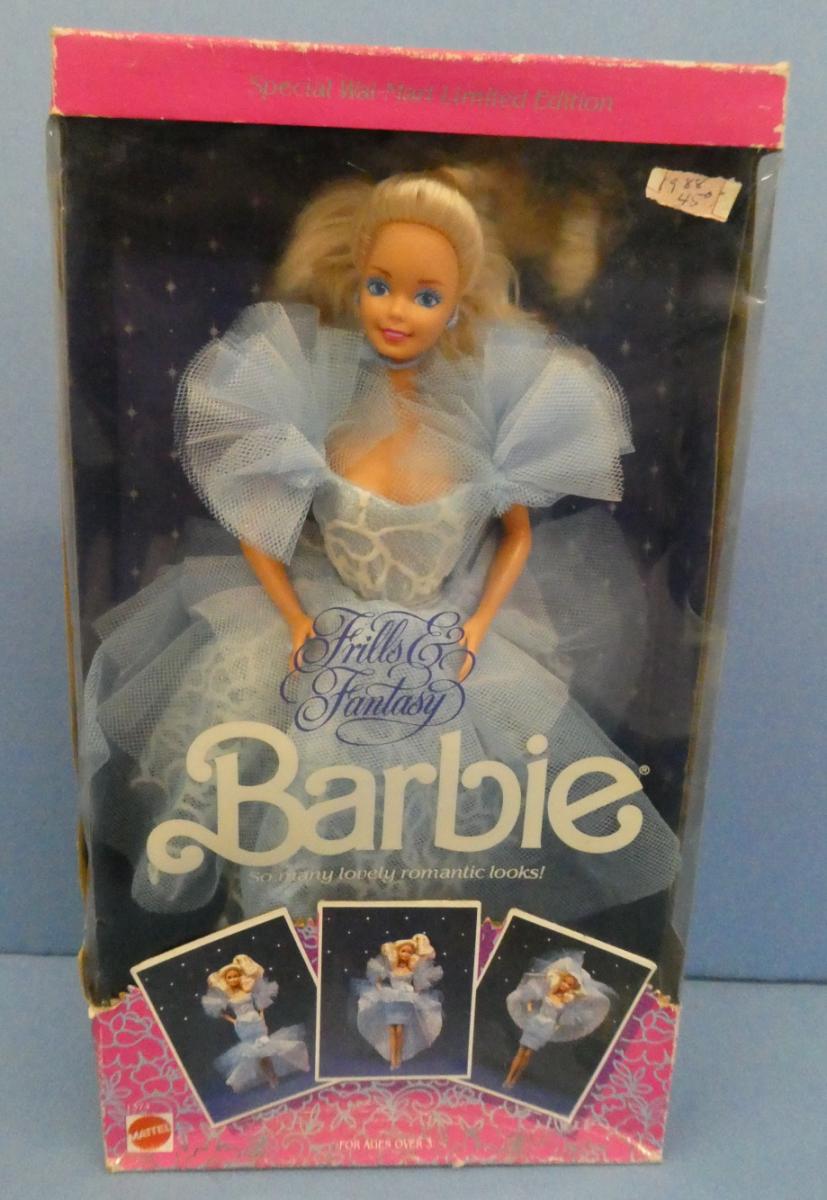 Special Wal-Mart Limited Edition
1988
45
Frills &
Fantasy
Barbie®
So many lovely romantic looks!
1374
MATTEL
FOR AGES OVER 3